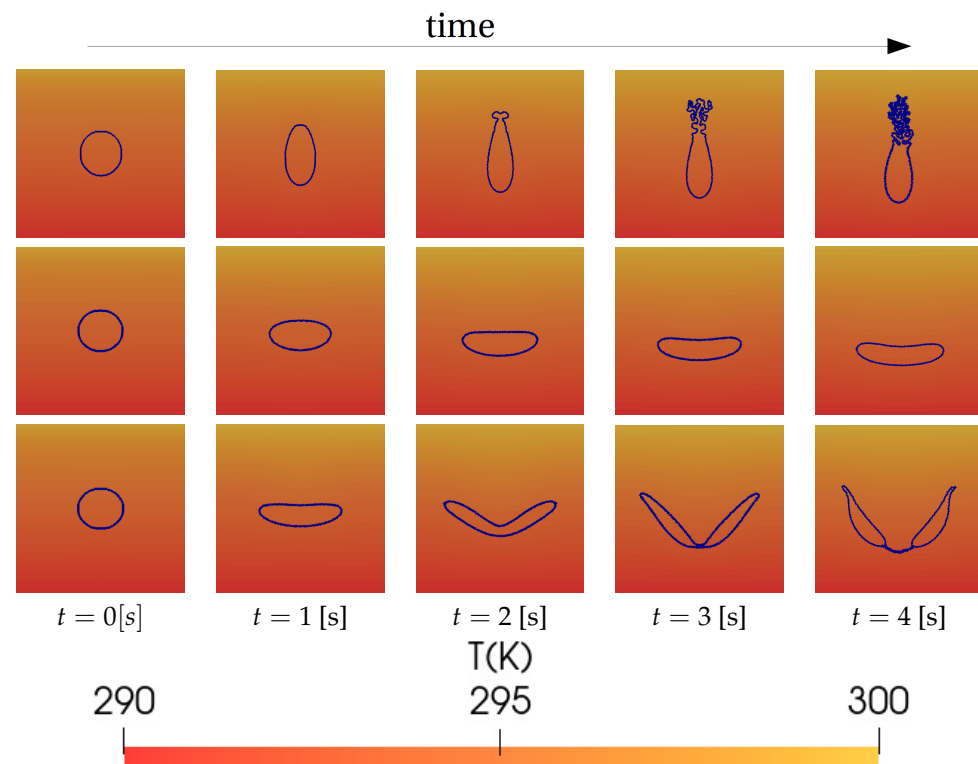 time
t = 0[s] t = 1 [s] t = 2 [s] t = 3 [s] t = 4 [s]
T(K)
290 295 300